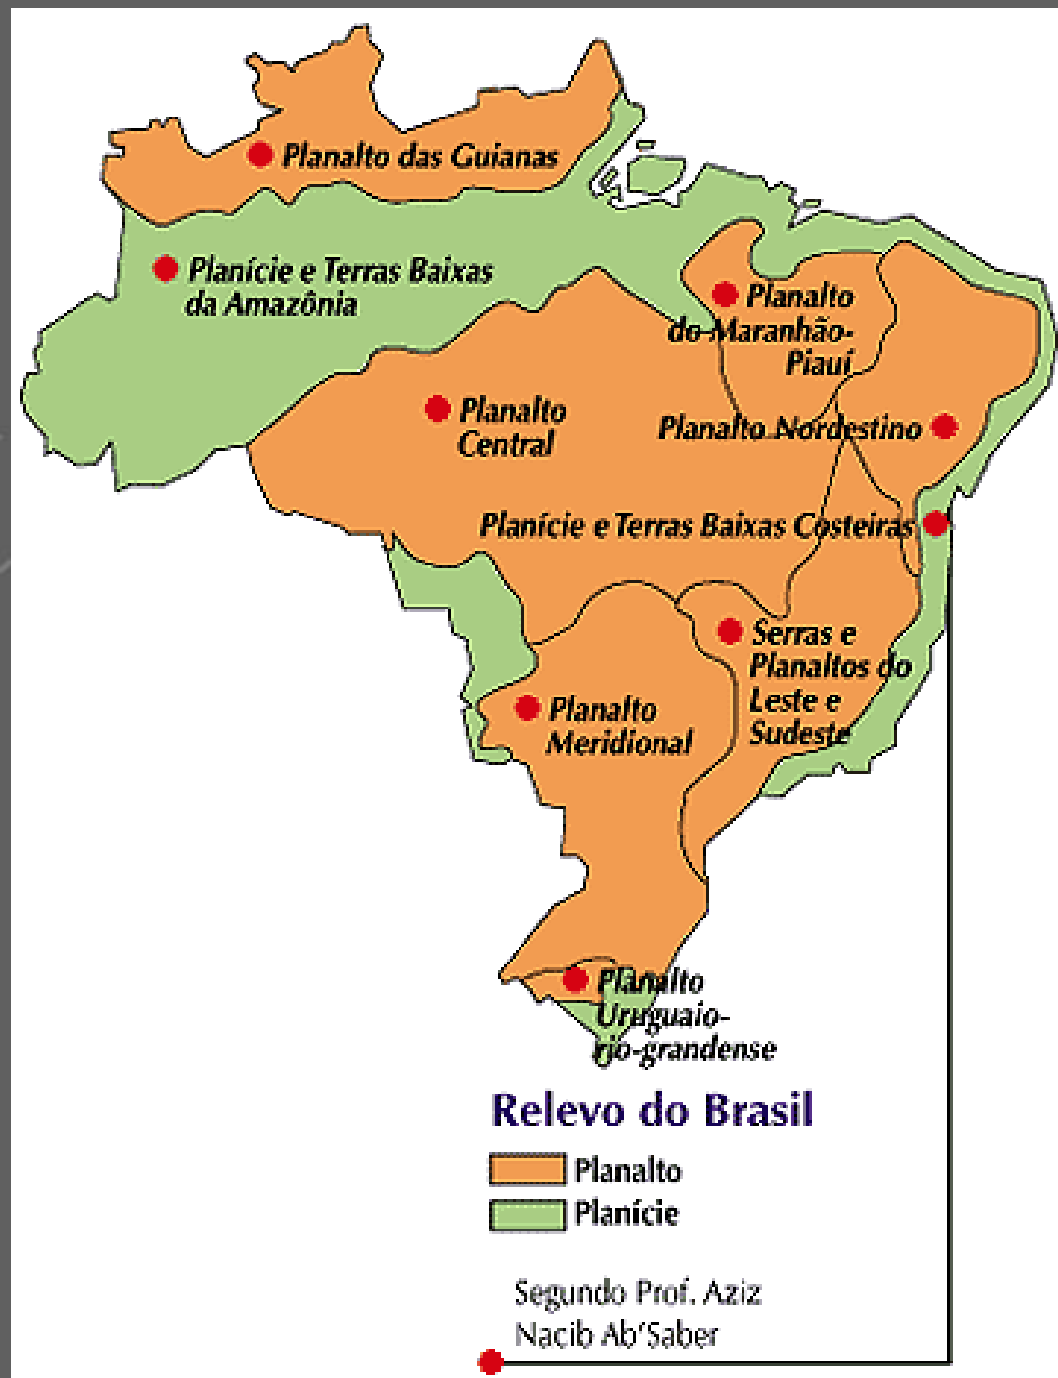 Planalto das Guianas
Planície e Terras Baixas
da Amazônia
Planalto
do Maranhão-
Piauí
Planalto
Central
Planalto Nordestino
Planície e Terras Baixas Costeiras
Serras e
Planaltos do
Leste e
Sudeste
Planalto
Meridional
Planalto
Uruguaio-
rio-grandense
Relevo do Brasil
Planalto
Planície
Segundo Prof. Aziz
Nacib Ab'Saber